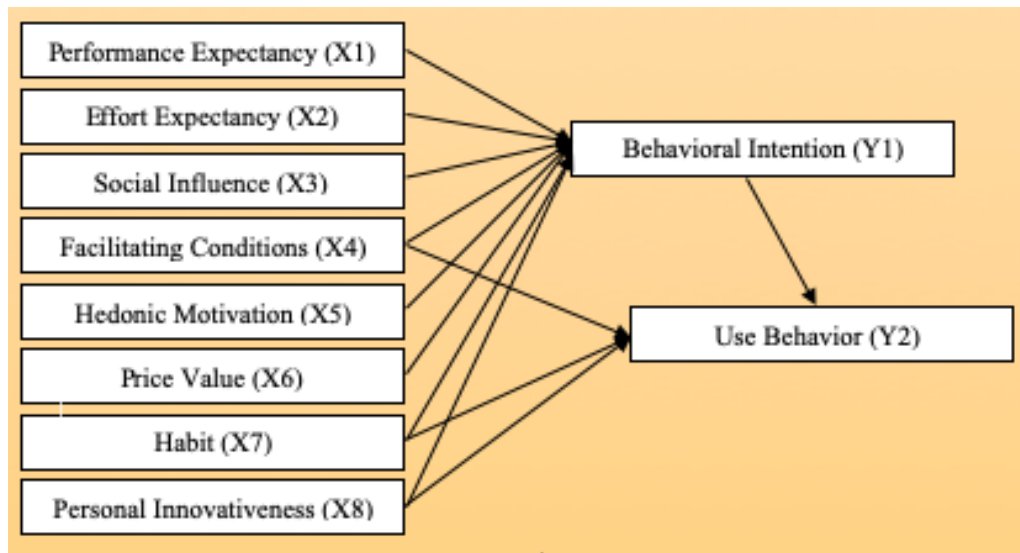 Performance Expectancy (X1)
Effort Expectancy (X2)
Social Influence (X3)
Facilitating Conditions (X4)
Hedonic Motivation (X5)
Price Value (X6)
Habit (X7)
Personal Innovativeness (X8)
Behavioral Intention (Y1)
Use Behavior (Y2)